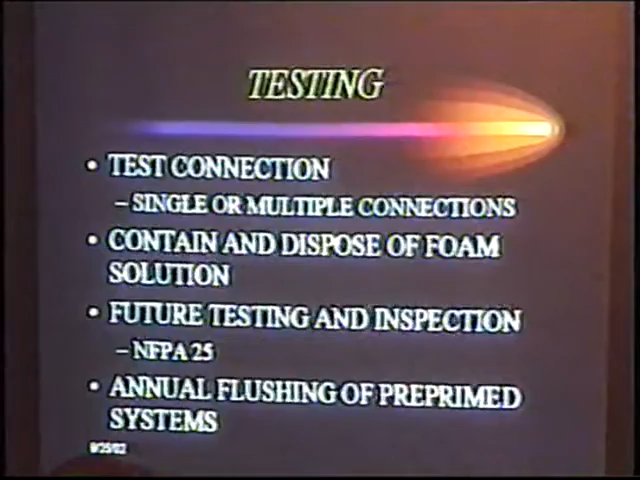 TESTING
• TEST CONNECTION
– SINGLE OR MULTIPLE CONNECTIONS
• CONTAIN AND DISPOSE OF FOAM
SOLUTION
• FUTURE TESTING AND INSPECTION
– NFPA 25
• ANNUAL FLUSHING OF PREPRIMED
SYSTEMS